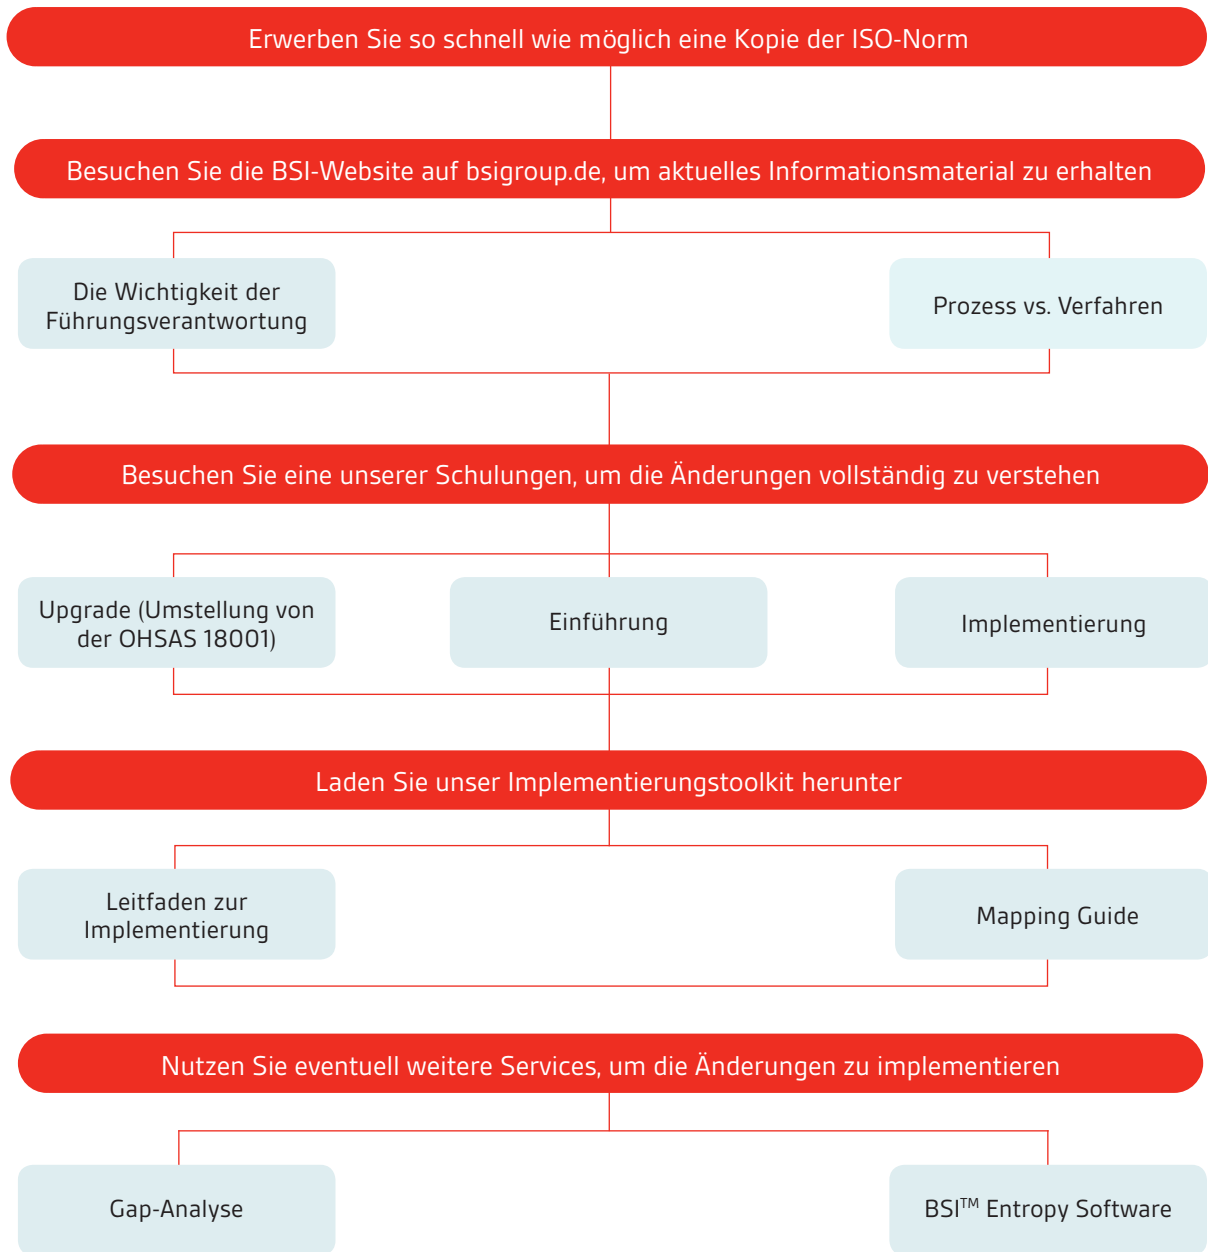 Erwerben Sie so schnell wie möglich eine Kopie der ISO-Norm
Besuchen Sie die BSI-Website auf bsigroup.de, um aktuelles Informationsmaterial zu erhalten
Die Wichtigkeit der
Führungsverantwortung
Prozess vs. Verfahren
Besuchen Sie eine unserer Schulungen, um die Änderungen vollständig zu verstehen
Upgrade (Umstellung von
der OHSAS 18001)
Einführung
Implementierung
Laden Sie unser Implementierungstoolkit herunter
Leitfaden zur
Implementierung
Mapping Guide
Nutzen Sie eventuell weitere Services, um die Änderungen zu implementieren
Gap-Analyse
BSI™ Entropy Software